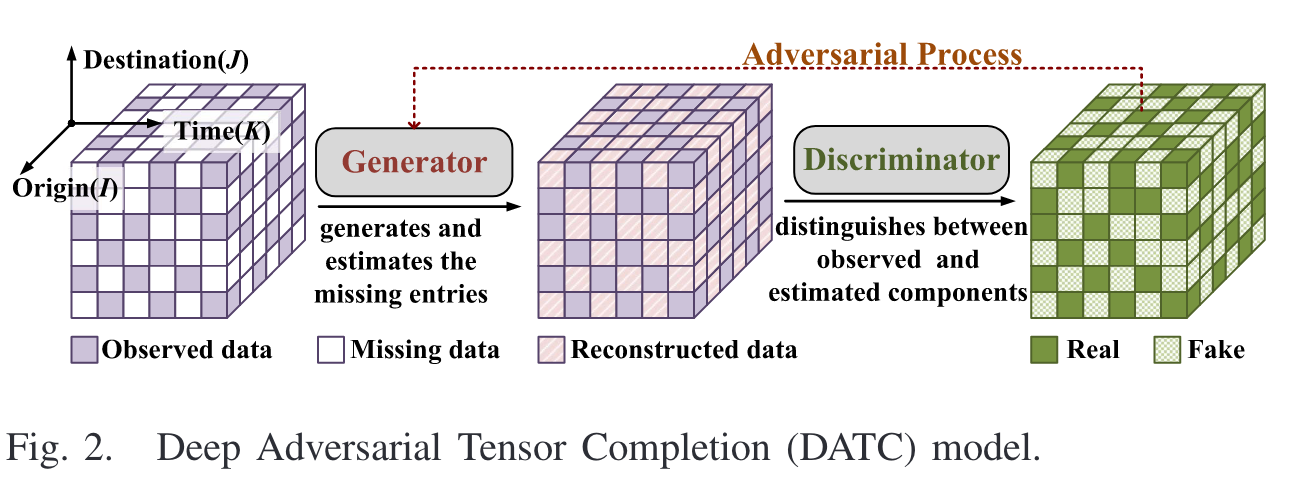 Destination(J)
Adversarial Process
Time(K)
Origin(I)
Generator
Discriminator
generates and
estimates the
missing entries
distinguishes between
observed and
estimated components
Observed data
Missing data
Reconstructed data
Real
Fake
Fig. 2. Deep Adversarial Tensor Completion (DATC) model.